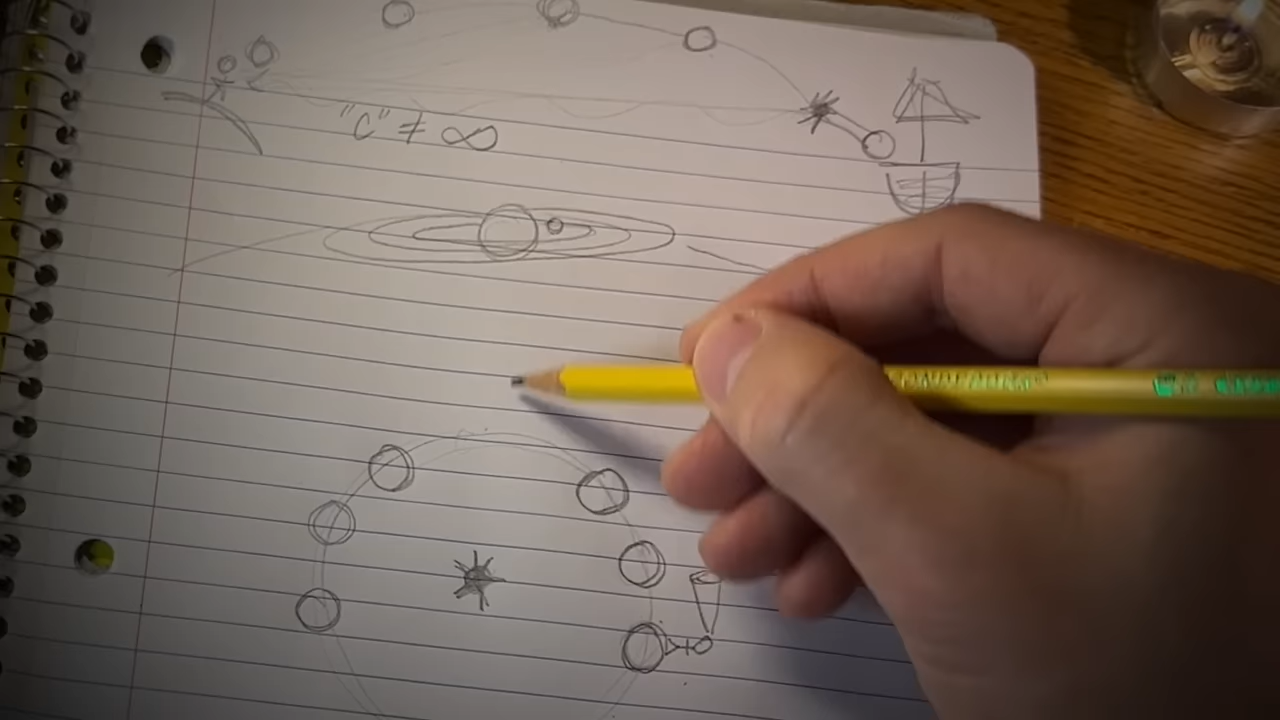 "c" ≠ ∞